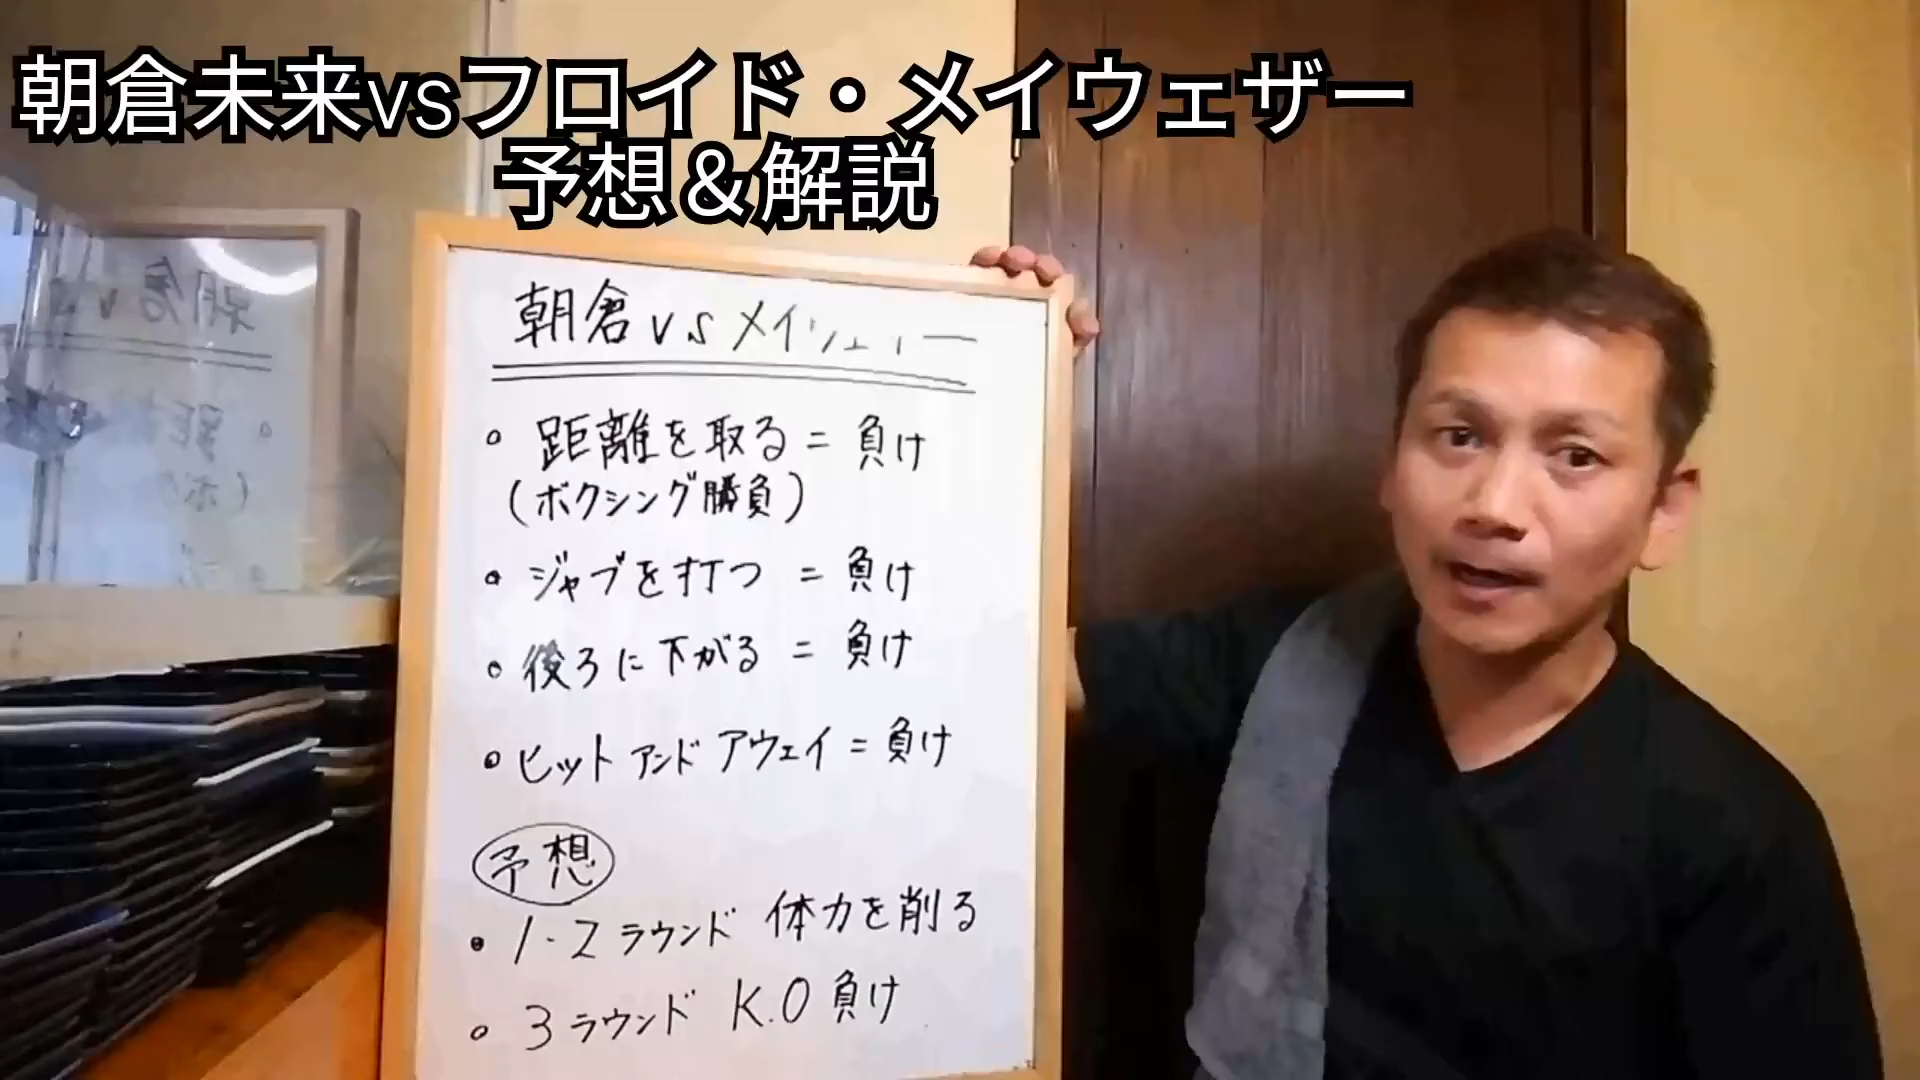 朝倉未来vsフロイド・メイウェザー
予想＆解説
朝倉 vs メイウェザー
• 距離を取る = 負け
(ボクシング勝負)
• ジャブを打つ = 負け
• 後ろに下がる = 負け
• ヒットアンドアウェイ = 負け
予想
• 1-2ラウンド 体力を削る
• 3ラウンド K.O負け